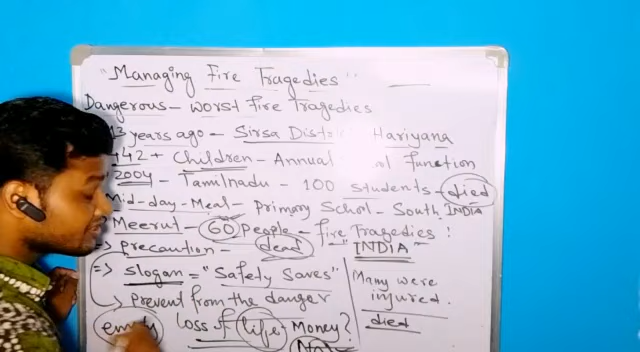 "Managing Fire Tragedies"
Dangerous - worst Fire Tragedies
13 years ago - Sirsa Hariyana
142+ Children - Annual function
2004 - Tamilnadu - 100 students - died
Mid-day-Meal - Primary School - South INDIA
Meerut - 60 People - fire Tragedies!
=> precaution - dead "INDIA"
=> slogan = "Safety Saves"
Prevent from the danger
loss of life - Money?
Not
Many were
injured.
died